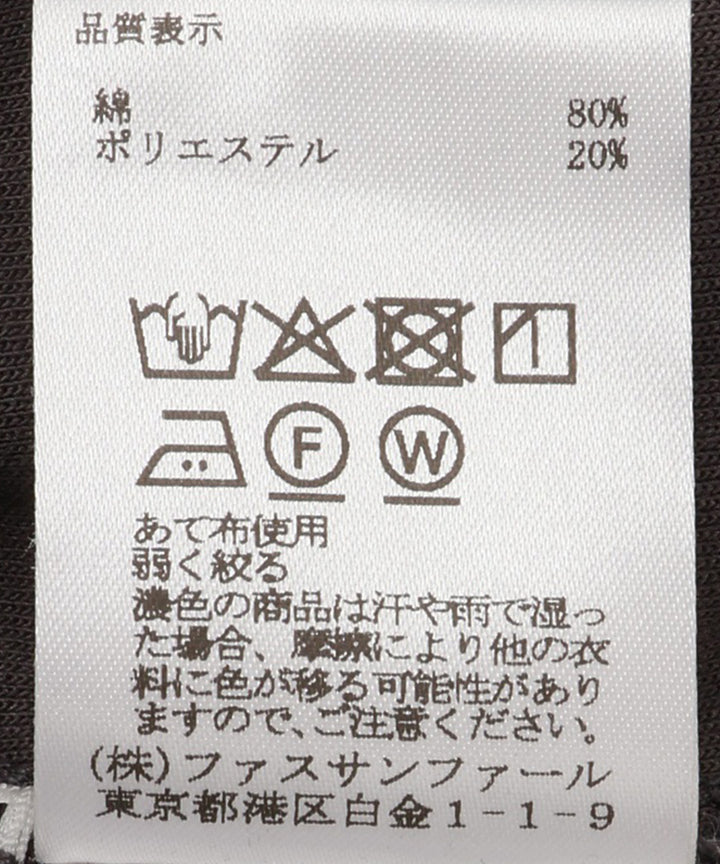 品質表示
綿 80%
ポリエステル 20%
F W
あて布使用
弱く絞る
濃色の商品は汗や雨で湿っ
た場合、摩擦により他の衣
料に色が移る可能性があり
ますので、ご注意ください。
(株)ファスサンファール
東京都港区白金1-1-9